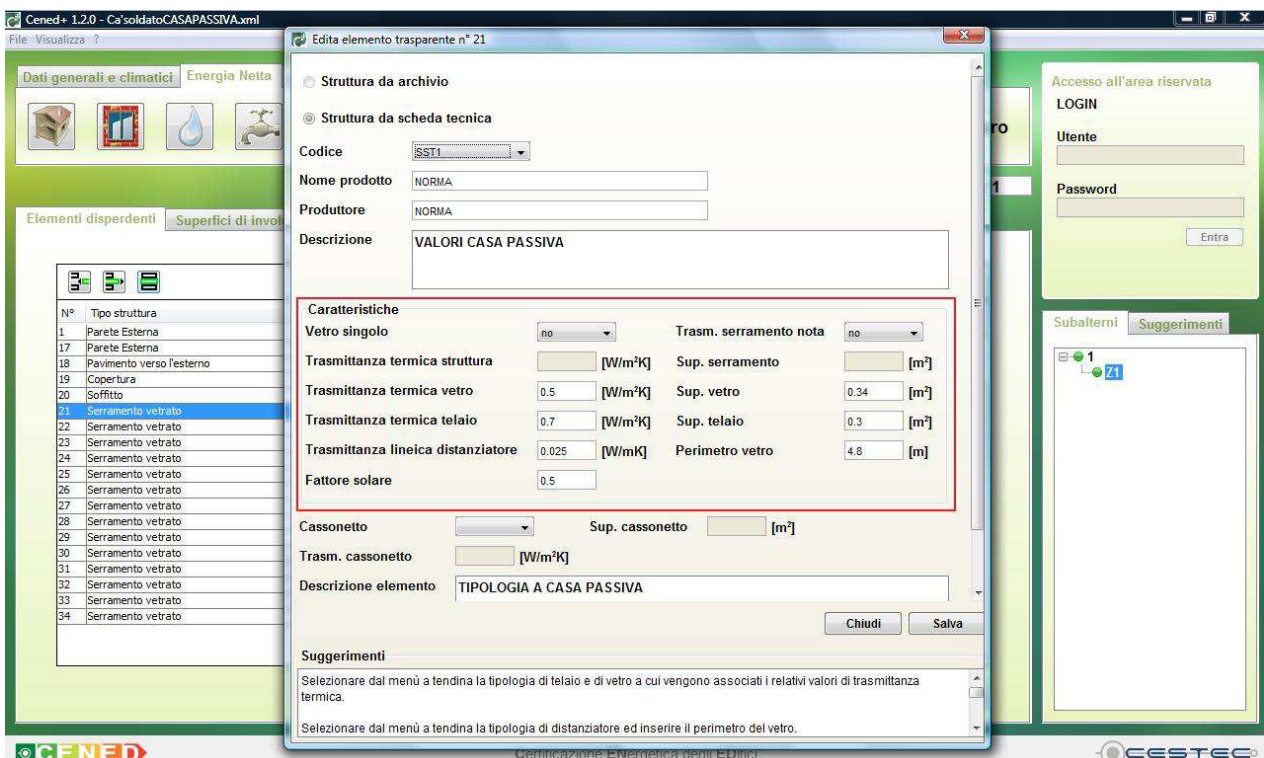 Cened+ 1.2.0 - Ca'soldatoCASAPASSIVA.xml
File Visualizza ?
Dati generali e climatici
Energia Netta
Elementi disperdenti
N° Tipo struttura
1 Parete Esterna
17 Parete Esterna
18 Pavimento verso l'esterno
19 Copertura
20 Soffitto
21 Serramento vetrato
22 Serramento vetrato
23 Serramento vetrato
24 Serramento vetrato
25 Serramento vetrato
26 Serramento vetrato
27 Serramento vetrato
28 Serramento vetrato
29 Serramento vetrato
30 Serramento vetrato
31 Serramento vetrato
32 Serramento vetrato
33 Serramento vetrato
34 Serramento vetrato
Superfici di invol
Edita elemento trasparente n° 21
Struttura da archivio
Struttura da scheda tecnica
Codice SST1
Nome prodotto NORMA
Produttore NORMA
Descrizione VALORI CASA PASSIVA
Caratteristiche
Vetro singolo no Trasm. serramento nota no
Trasmittanza termica struttura [W/m²K] Sup. serramento [m²]
Trasmittanza termica vetro 0.5 [W/m²K] Sup. vetro 0.34 [m²]
Trasmittanza termica telaio 0.7 [W/m²K] Sup. telaio 0.3 [m²]
Trasmittanza lineica distanziatore 0.025 [W/mK] Perimetro vetro 4.8 [m]
Fattore solare 0.5
Cassonetto Sup. cassonetto [m²]
Trasm. cassonetto [W/m²K]
Descrizione elemento TIPOLOGIA A CASA PASSIVA
Chiudi Salva
Suggerimenti
Selezionare dal menù a tendina la tipologia di telaio e di vetro a cui vengono associati i relativi valori di trasmittanza
termica.
Selezionare dal menù a tendina la tipologia di distanziatore ed inserire il perimetro del vetro.
ro
1
Accesso all'area riservata
LOGIN
Utente
Password
Entra
Subalterni Suggerimenti
1
Z1
CENED
Certificazione ENergetica degli EDifici
CESTEC